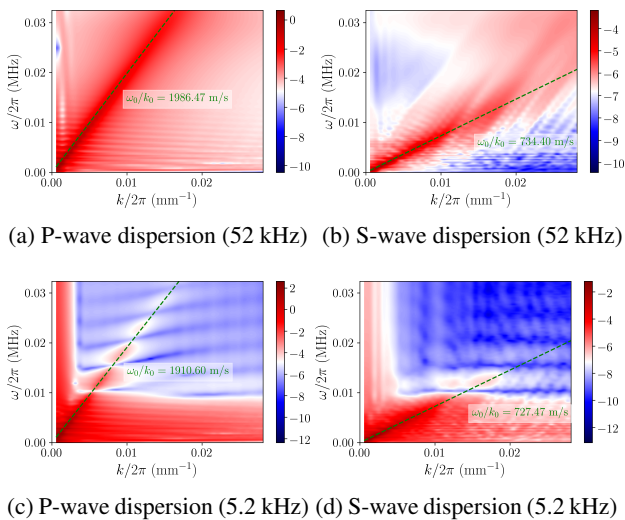 0.03
0.02
0.01
0.00
ω/2π (MHz)
ω₀/k₀ = 1986.47 m/s
0.00 0.01 0.02
k/2π (mm⁻¹)
0
−2
−4
−6
−8
−10
0.03
0.02
0.01
0.00
ω/2π (MHz)
ω₀/k₀ = 734.40 m/s
0.00 0.01 0.02
k/2π (mm⁻¹)
−4
−5
−6
−7
−8
−9
−10
(a) P-wave dispersion (52 kHz) (b) S-wave dispersion (52 kHz)
0.03
0.02
0.01
0.00
ω/2π (MHz)
ω₀/k₀ = 1910.60 m/s
0.00 0.01 0.02
k/2π (mm⁻¹)
2
0
−2
−4
−6
−8
−10
−12
0.03
0.02
0.01
0.00
ω/2π (MHz)
ω₀/k₀ = 727.47 m/s
0.00 0.01 0.02
k/2π (mm⁻¹)
−2
−4
−6
−8
−10
−12
(c) P-wave dispersion (5.2 kHz) (d) S-wave dispersion (5.2 kHz)